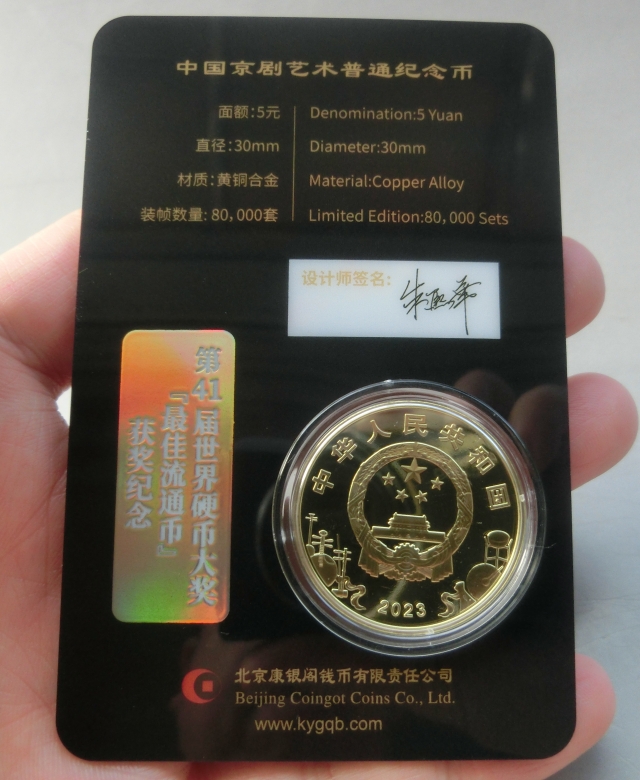 中国京剧艺术普通纪念币
面额:5元
Denomination:5 Yuan
直径:30mm
Diameter:30mm
材质:黄铜合金
Material:Copper Alloy
装帧数量: 80,000套
Limited Edition:80,000 Sets
设计师签名:
第41届世界硬币大奖
『最佳流通币』
获奖纪念
中华人民共和国
2023
北京康银阁钱币有限责任公司
Beijing Coingot Coins Co., Ltd.
www.kygqb.com